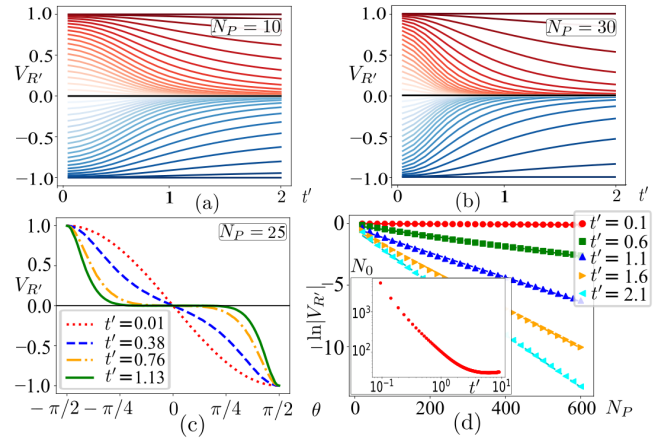 1.0
0.5
V_R′
0.0
−0.5
−1.0
0
1
2
t′
N_P = 10
(a)
1.0
0.5
V_R′
0.0
−0.5
−1.0
0
1
2
t′
N_P = 30
(b)
1.0
0.5
V_R′
0.0
−0.5
−1.0
N_P = 25
t′ = 0.01
t′ = 0.38
t′ = 0.76
t′ = 1.13
−π/2
−π/4
0
π/4
π/2
θ
(c)
0
−5
−10
−ln|V_R′|
t′ = 0.1
t′ = 0.6
t′ = 1.1
t′ = 1.6
t′ = 2.1
N_0
10^3
10^2
10^−1
10^0
10^1
t′
0
200
400
600
N_P
(d)